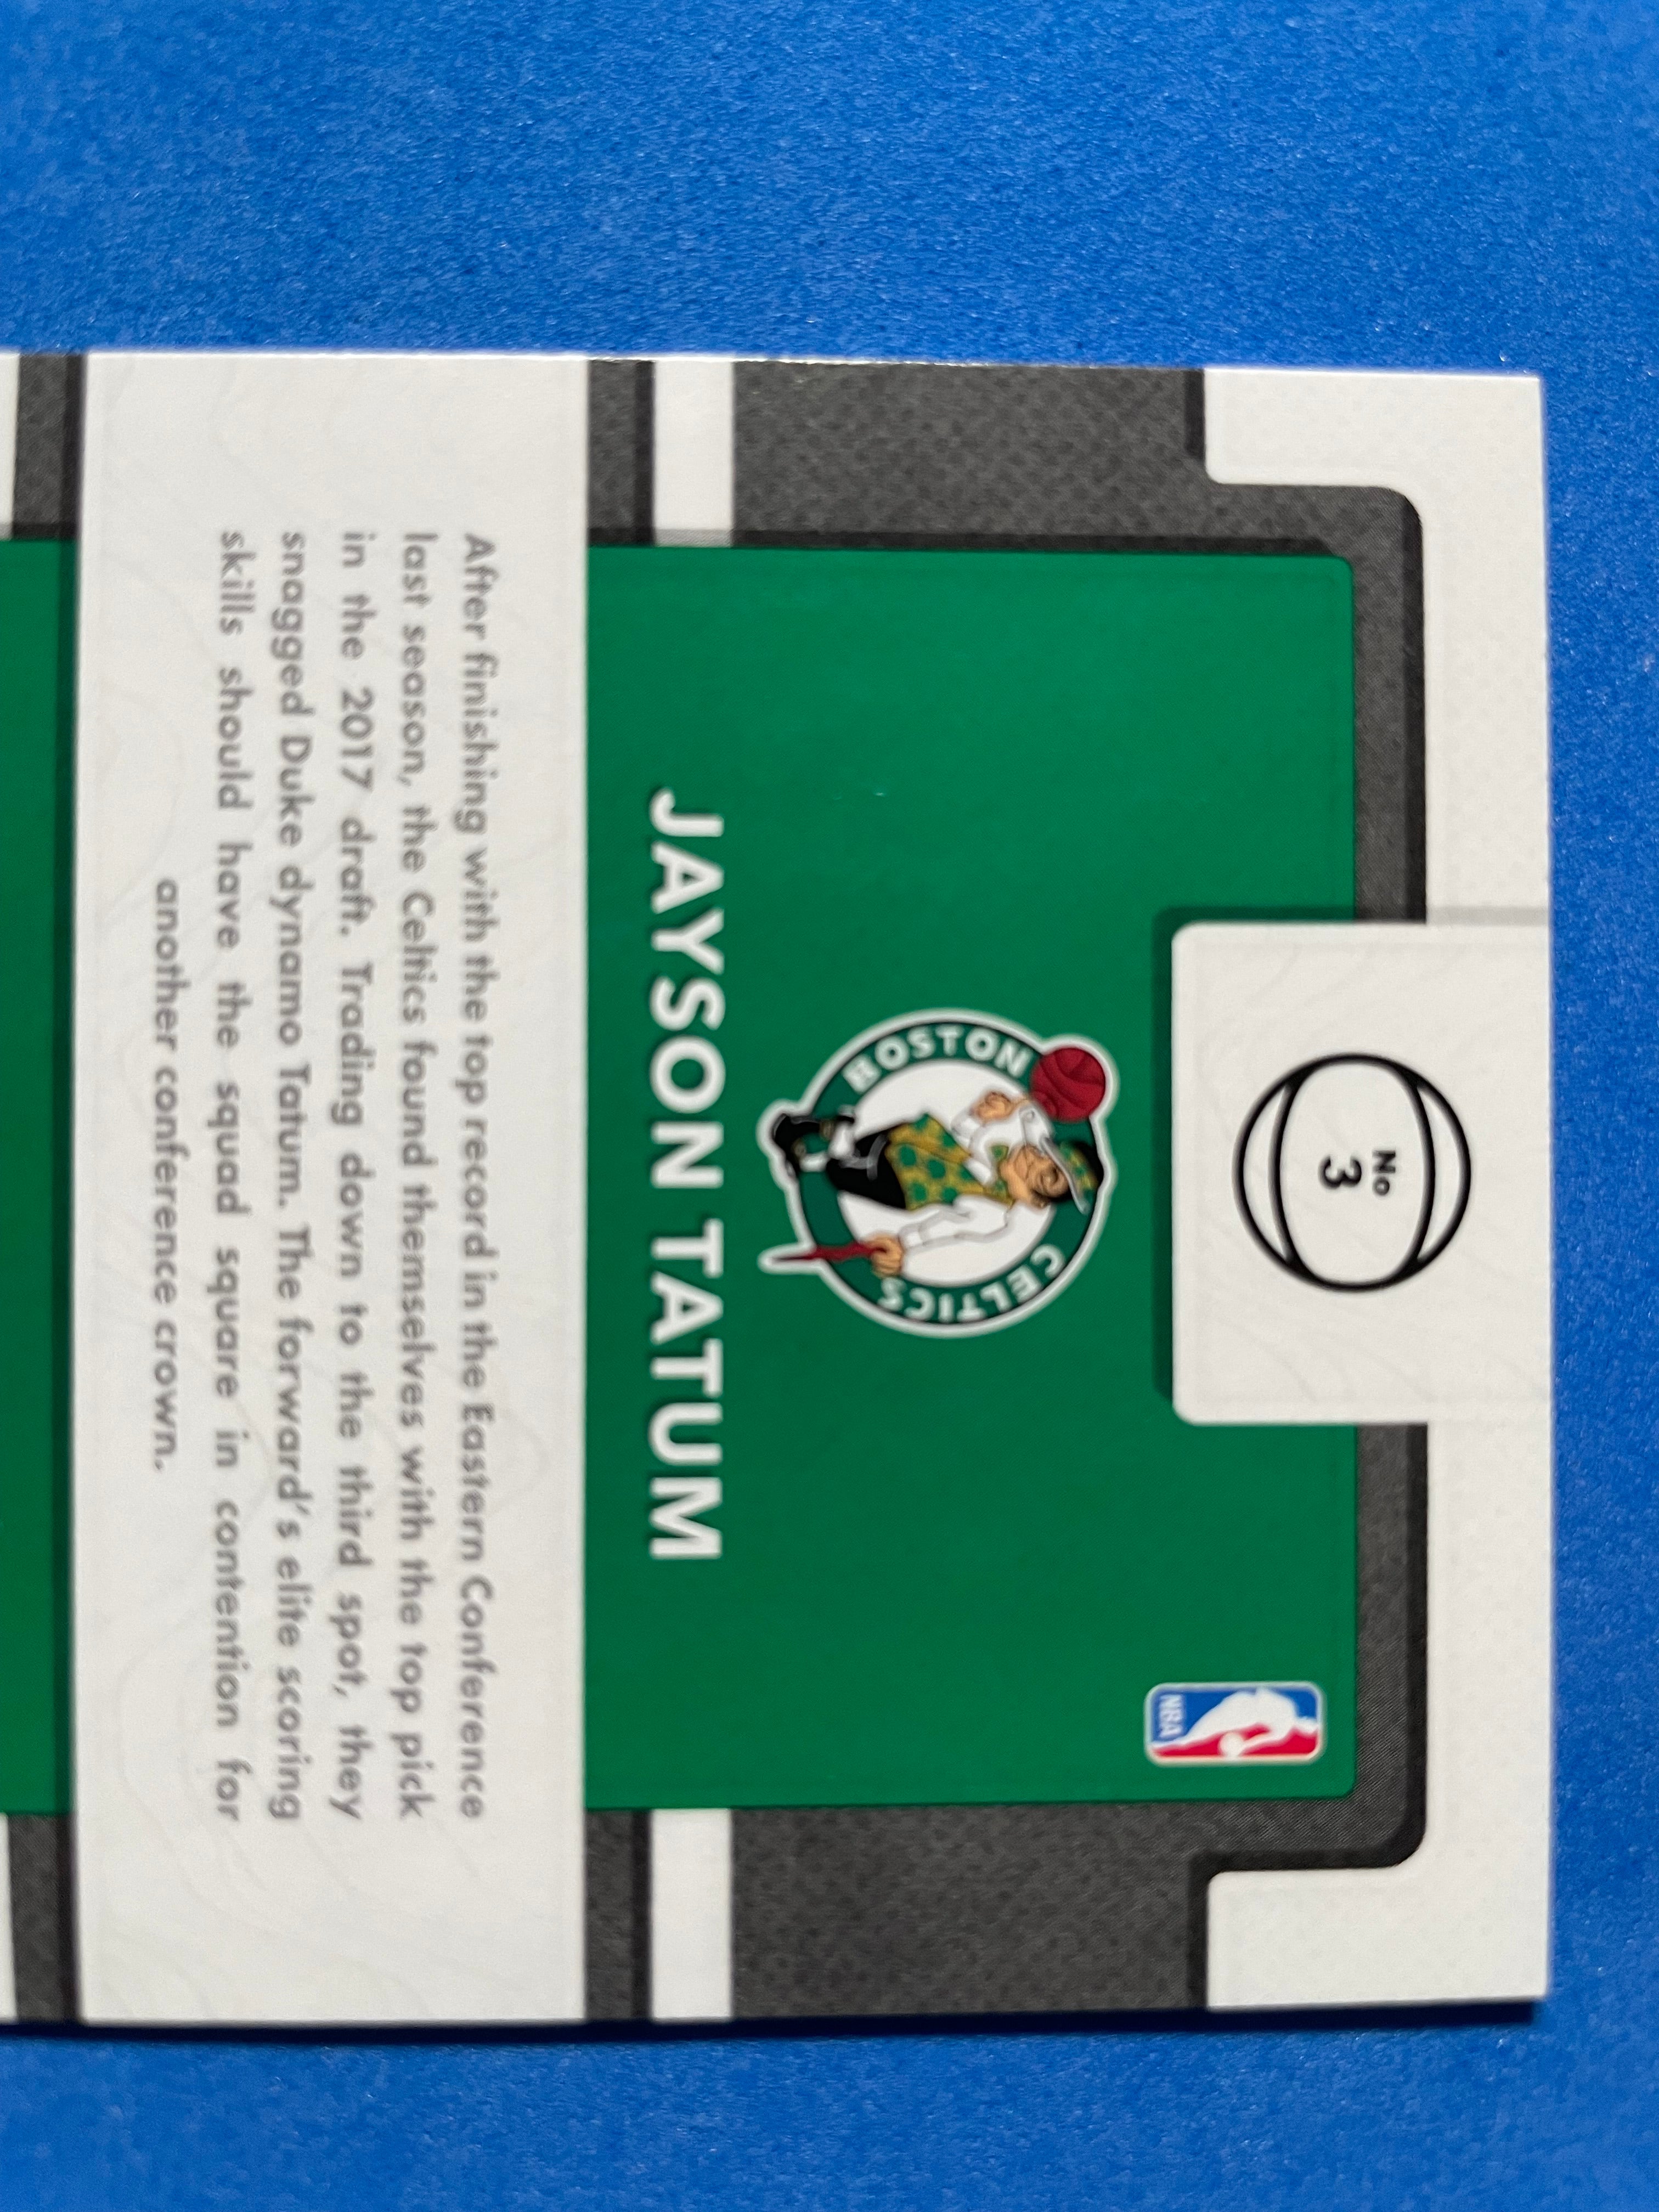 No
3
NBA
BOSTON
CELTICS
JAYSON TATUM
After finishing with the top record in the Eastern Conference
last season, the Celtics found themselves with the top pick
in the 2017 draft. Trading down to the third spot, they
snagged Duke dynamo Tatum. The forward's elite scoring
skills should have the squad square in contention for
another conference crown.